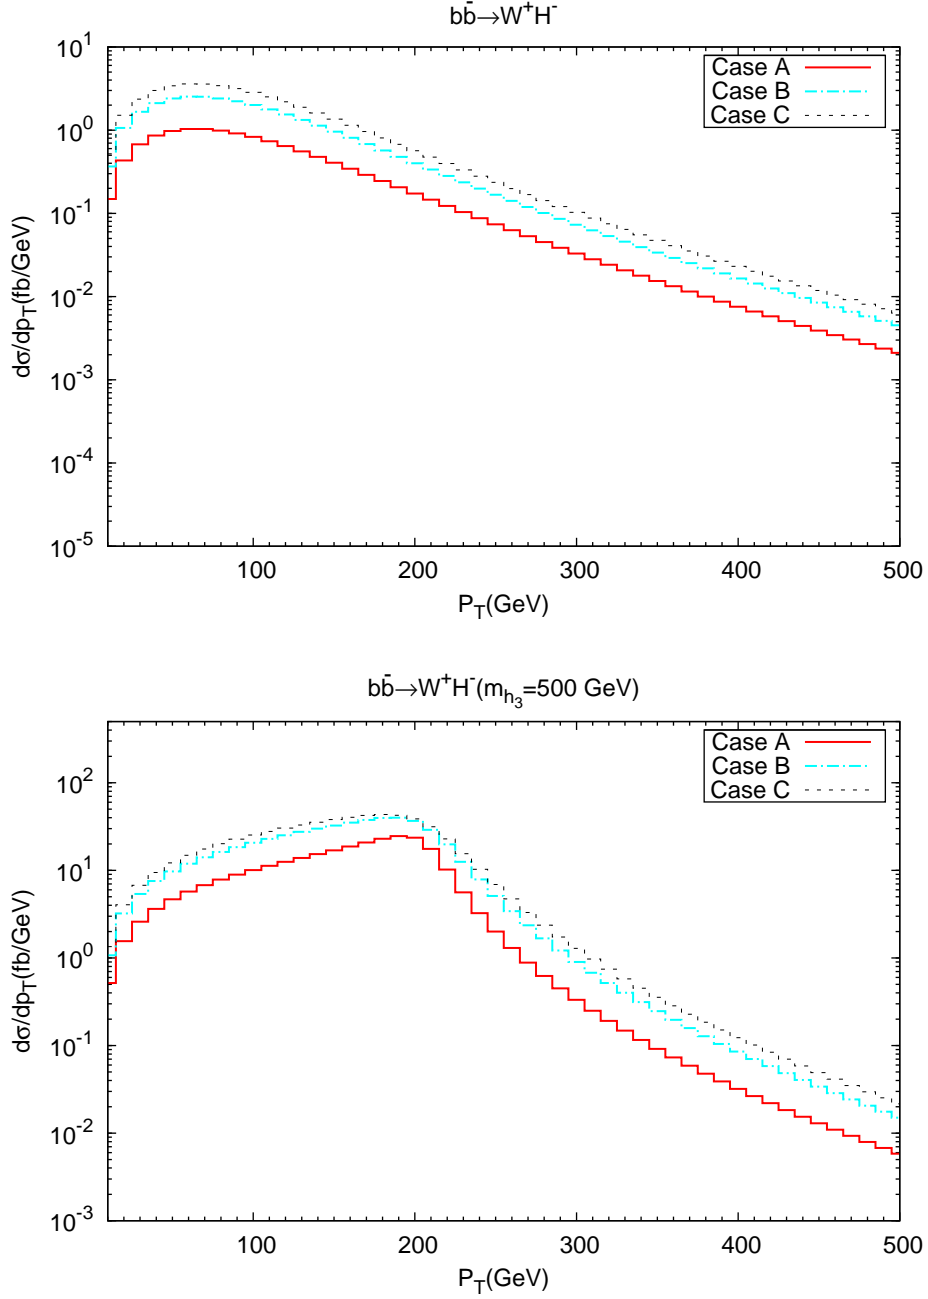 bb̄→W⁺H⁻
10¹
10⁰
10⁻¹
10⁻²
10⁻³
10⁻⁴
10⁻⁵
dσ/dp_T(fb/GeV)
Case A
Case B
Case C
100 200 300 400 500
P_T(GeV)
bb̄→W⁺H⁻(m_h₃=500 GeV)
10²
10¹
10⁰
10⁻¹
10⁻²
10⁻³
dσ/dp_T(fb/GeV)
Case A
Case B
Case C
100 200 300 400 500
P_T(GeV)